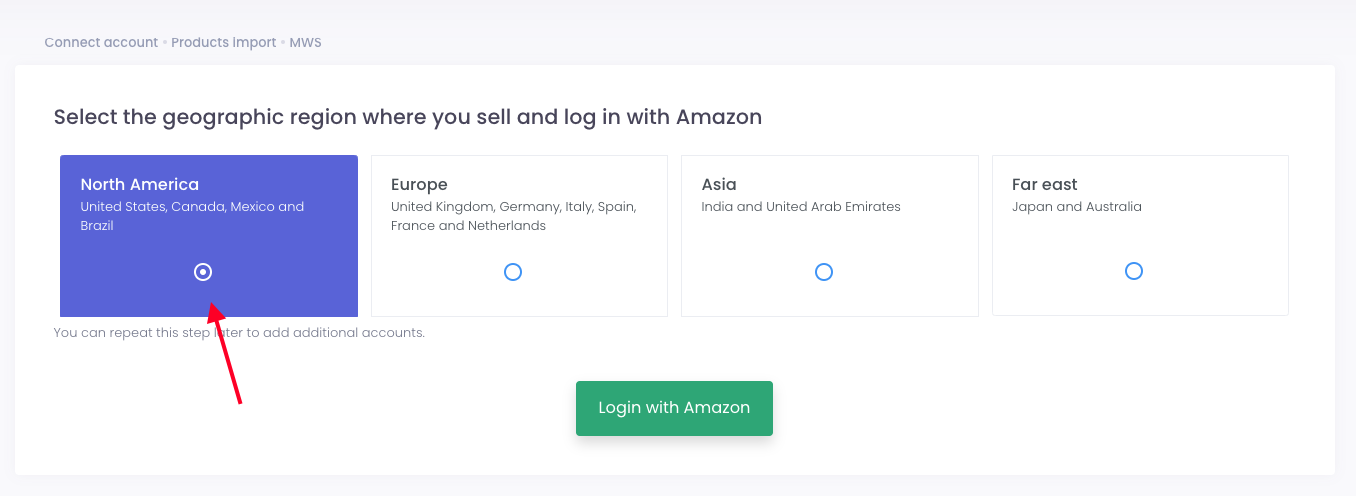 Connect account • Products import • MWS
Select the geographic region where you sell and log in with Amazon
North America
United States, Canada, Mexico and
Brazil
Europe
United Kingdom, Germany, Italy, Spain,
France and Netherlands
Asia
India and United Arab Emirates
Far east
Japan and Australia
You can repeat this step later to add additional accounts.
Login with Amazon